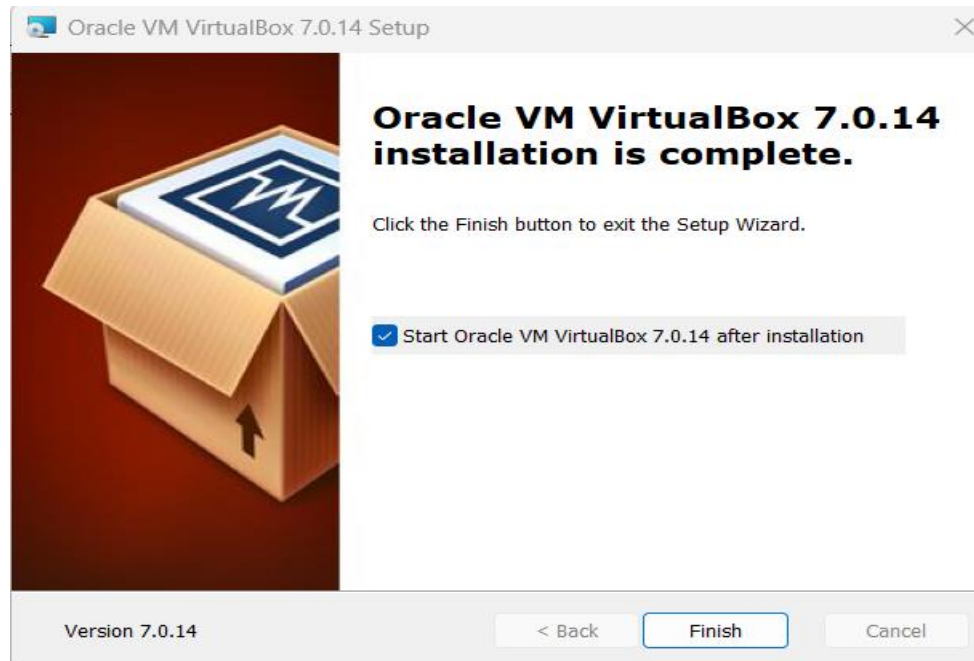 Oracle VM VirtualBox 7.0.14 Setup
Oracle VM VirtualBox 7.0.14
installation is complete.
Click the Finish button to exit the Setup Wizard.
Start Oracle VM VirtualBox 7.0.14 after installation
Version 7.0.14
< Back
Finish
Cancel